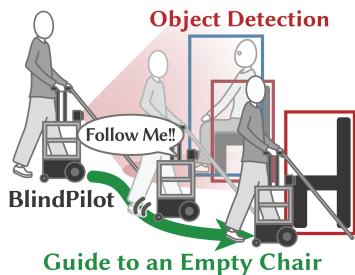 Object Detection
Follow Me!!
BlindPilot
Guide to an Empty Chair